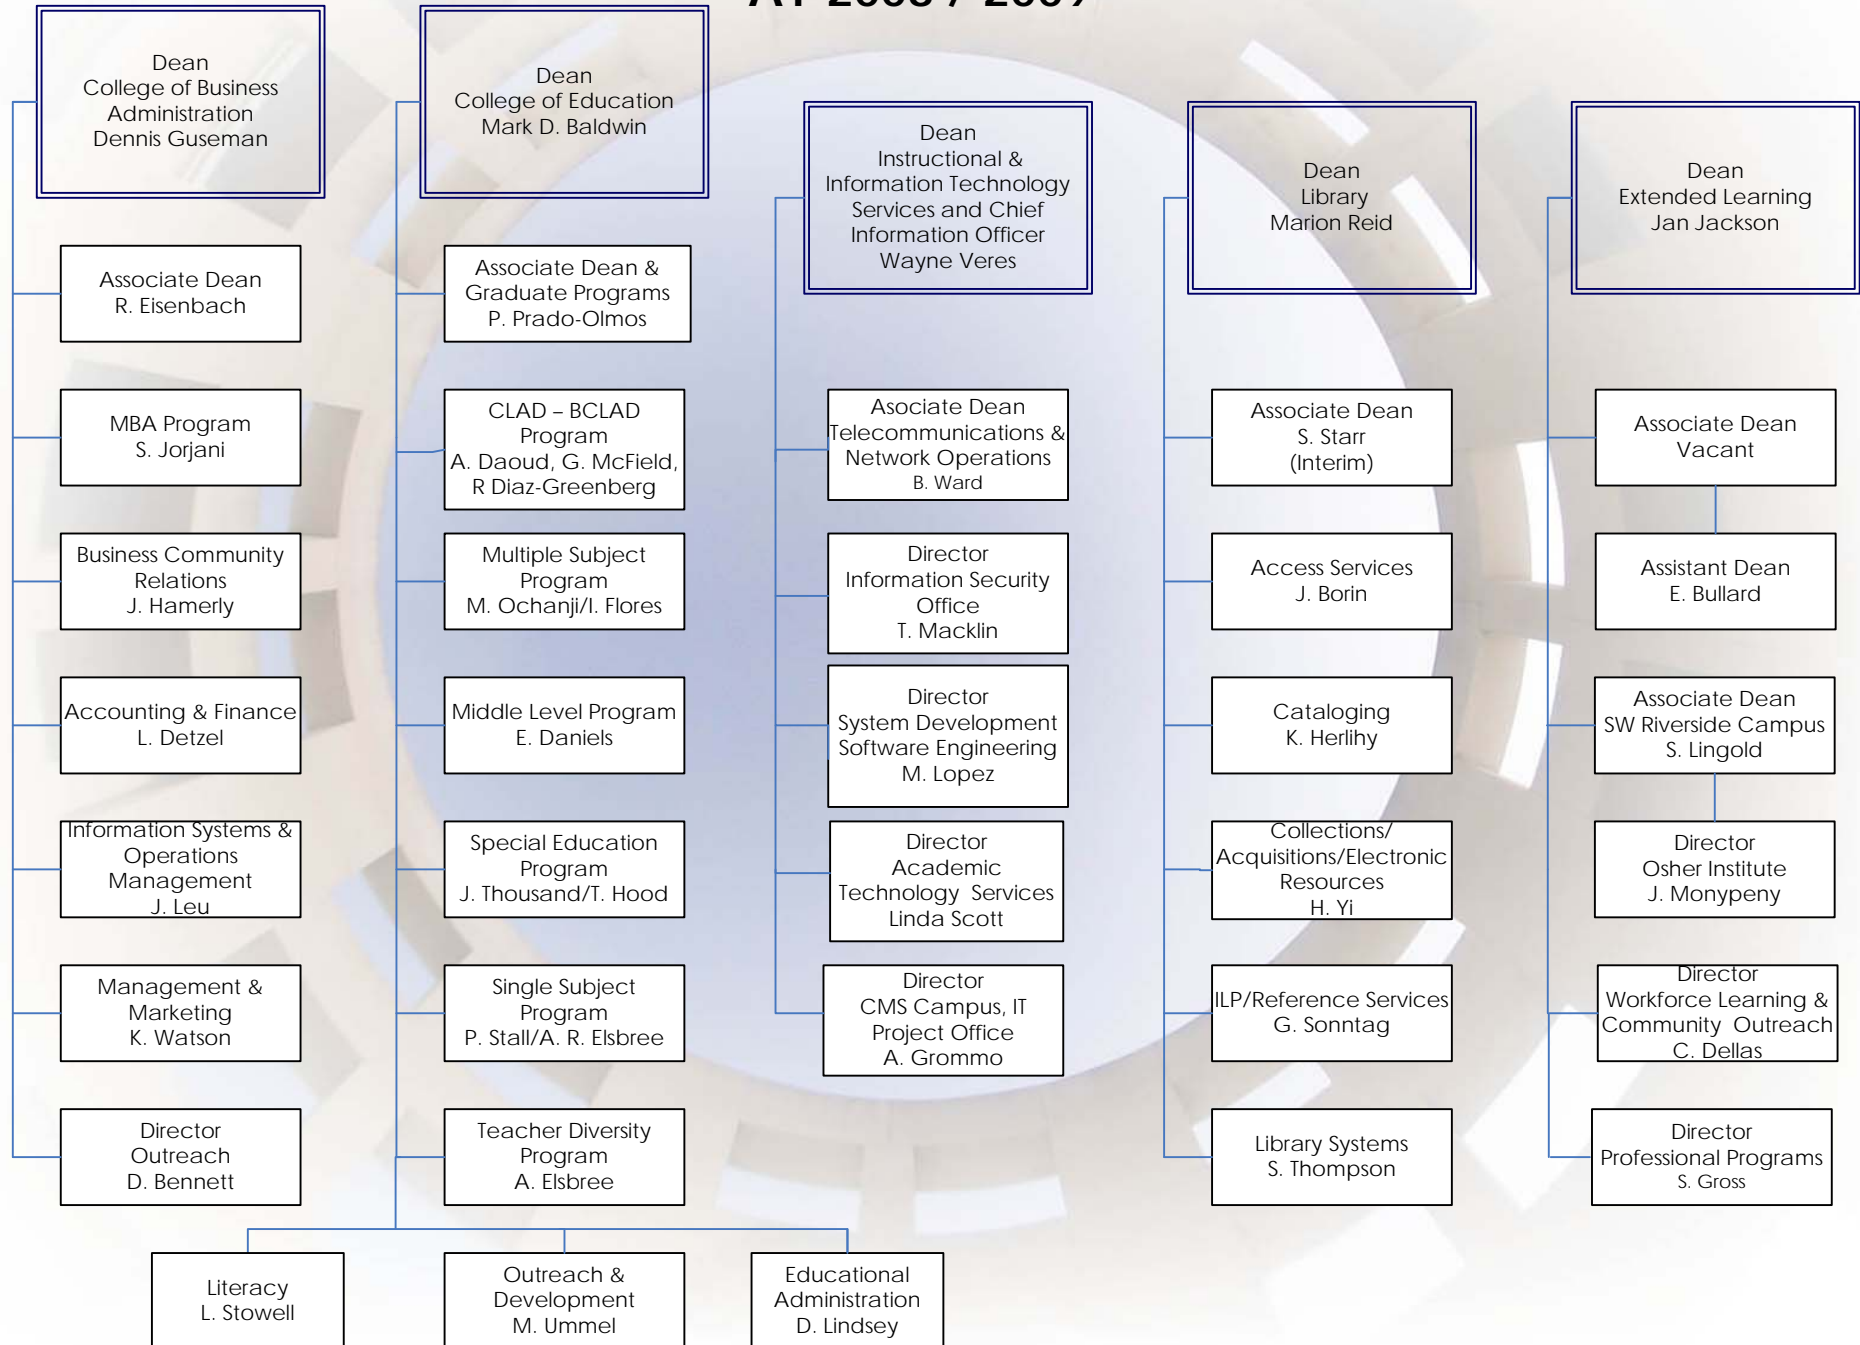 AY 2008 / 2009
Dean
College of Business
Administration
Dennis Guseman
Associate Dean
R. Eisenbach
MBA Program
S. Jorjani
Business Community
Relations
J. Hamerly
Accounting & Finance
L. Detzel
Information Systems &
Operations
Management
J. Leu
Management &
Marketing
K. Watson
Director
Outreach
D. Bennett
Dean
College of Education
Mark D. Baldwin
Associate Dean &
Graduate Programs
P. Prado-Olmos
CLAD – BCLAD
Program
A. Daoud, G. McField,
R Diaz-Greenberg
Multiple Subject
Program
M. Ochanji/I. Flores
Middle Level Program
E. Daniels
Special Education
Program
J. Thousand/T. Hood
Single Subject
Program
P. Stall/A. R. Elsbree
Teacher Diversity
Program
A. Elsbree
Literacy
L. Stowell
Outreach &
Development
M. Ummel
Educational
Administration
D. Lindsey
Dean
Instructional &
Information Technology
Services and Chief
Information Officer
Wayne Veres
Asociate Dean
Telecommunications &
Network Operations
B. Ward
Director
Information Security
Office
T. Macklin
Director
System Development
Software Engineering
M. Lopez
Director
Academic
Technology Services
Linda Scott
Director
CMS Campus, IT
Project Office
A. Grommo
Dean
Library
Marion Reid
Associate Dean
S. Starr
(Interim)
Access Services
J. Borin
Cataloging
K. Herlihy
Collections/
Acquisitions/Electronic
Resources
H. Yi
ILP/Reference Services
G. Sonntag
Library Systems
S. Thompson
Dean
Extended Learning
Jan Jackson
Associate Dean
Vacant
Assistant Dean
E. Bullard
Associate Dean
SW Riverside Campus
S. Lingold
Director
Osher Institute
J. Monypeny
Director
Workforce Learning &
Community Outreach
C. Dellas
Director
Professional Programs
S. Gross